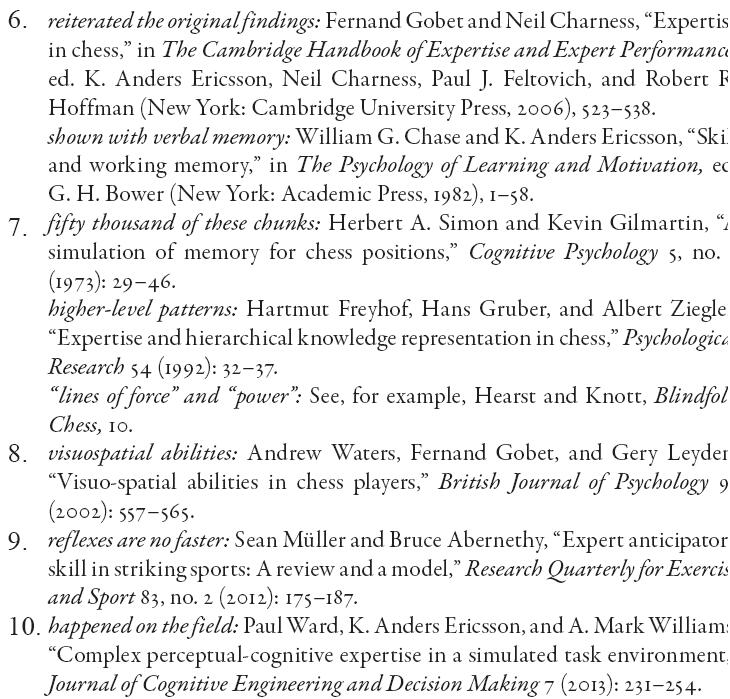 6. reiterated the original findings: Fernand Gobet and Neil Charness, “Expertis
in chess,” in The Cambridge Handbook of Expertise and Expert Performance
ed. K. Anders Ericsson, Neil Charness, Paul J. Feltovich, and Robert R
Hoffman (New York: Cambridge University Press, 2006), 523–538.
shown with verbal memory: William G. Chase and K. Anders Ericsson, “Skil
and working memory,” in The Psychology of Learning and Motivation, ed
G. H. Bower (New York: Academic Press, 1982), 1–58.
7. fifty thousand of these chunks: Herbert A. Simon and Kevin Gilmartin, “A
simulation of memory for chess positions,” Cognitive Psychology 5, no.
(1973): 29–46.
higher-level patterns: Hartmut Freyhof, Hans Gruber, and Albert Ziegle
“Expertise and hierarchical knowledge representation in chess,” Psychologica
Research 54 (1992): 32–37.
“lines of force” and “power”: See, for example, Hearst and Knott, Blindfol
Chess, 10.
8. visuospatial abilities: Andrew Waters, Fernand Gobet, and Gery Leyden
“Visuo-spatial abilities in chess players,” British Journal of Psychology 9
(2002): 557–565.
9. reflexes are no faster: Sean Müller and Bruce Abernethy, “Expert anticipator
skill in striking sports: A review and a model,” Research Quarterly for Exercis
and Sport 83, no. 2 (2012): 175–187.
10. happened on the field: Paul Ward, K. Anders Ericsson, and A. Mark Williams
“Complex perceptual-cognitive expertise in a simulated task environment,
Journal of Cognitive Engineering and Decision Making 7 (2013): 231–254.